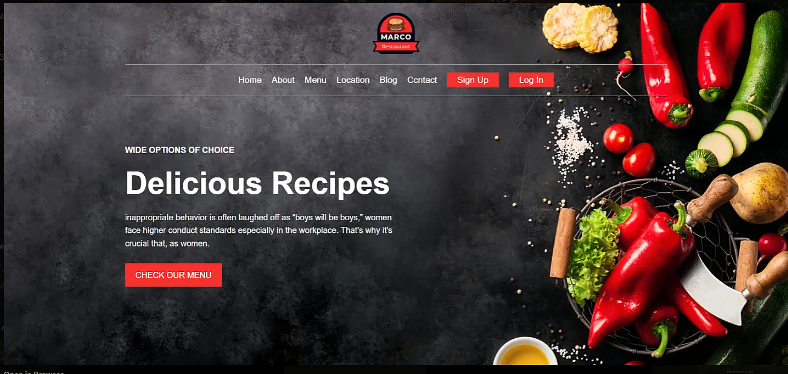 MARCO
Restaurant
Home About Menu Location Blog Contact Sign Up Log In
WIDE OPTIONS OF CHOICE
Delicious Recipes
inappropriate behavior is often laughed off as "boys will be boys," women
face higher conduct standards especially in the workplace. That's why it's
crucial that, as women.
CHECK OUR MENU